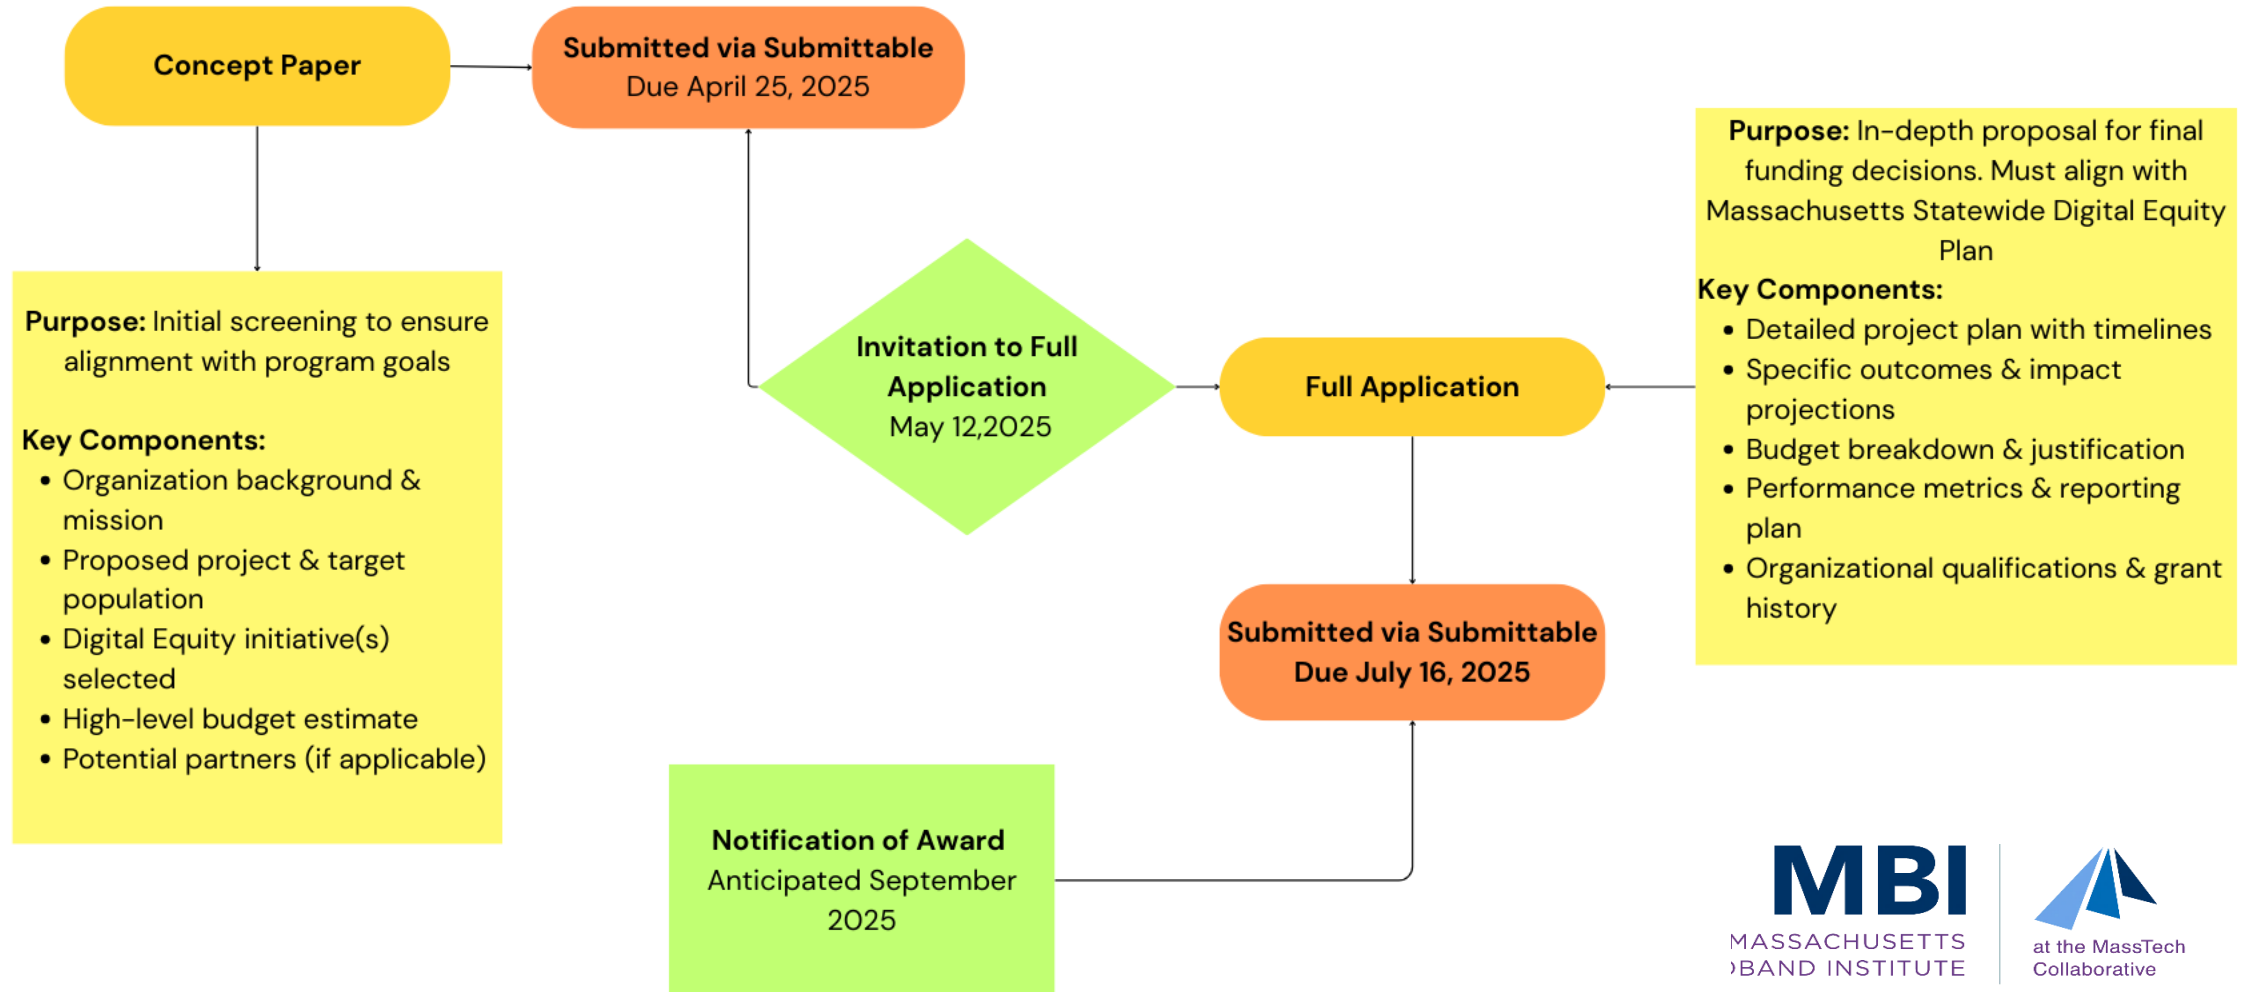 Concept Paper
Submitted via Submittable
Due April 25, 2025
Purpose: Initial screening to ensure
alignment with program goals
Key Components:
• Organization background &
mission
• Proposed project & target
population
• Digital Equity initiative(s)
selected
• High-level budget estimate
• Potential partners (if applicable)
Invitation to Full
Application
May 12,2025
Full Application
Purpose: In-depth proposal for final
funding decisions. Must align with
Massachusetts Statewide Digital Equity
Plan
Key Components:
• Detailed project plan with timelines
• Specific outcomes & impact
projections
• Budget breakdown & justification
• Performance metrics & reporting
plan
• Organizational qualifications & grant
history
Submitted via Submittable
Due July 16, 2025
Notification of Award
Anticipated September
2025
MBI
MASSACHUSETTS
BAND INSTITUTE
at the MassTech
Collaborative